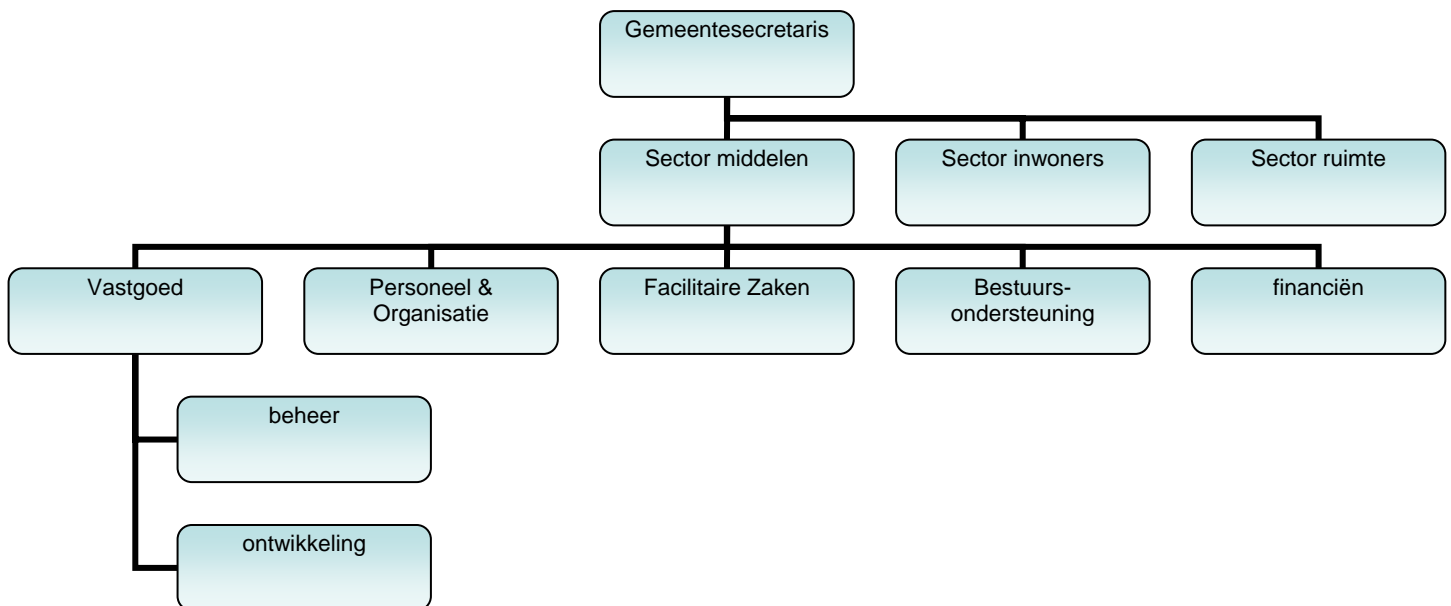 Gemeentesecretaris
Sector middelen
Sector inwoners
Sector ruimte
Vastgoed
Personeel &
Organisatie
Facilitaire Zaken
Bestuurs-
ondersteuning
financiën
beheer
ontwikkeling